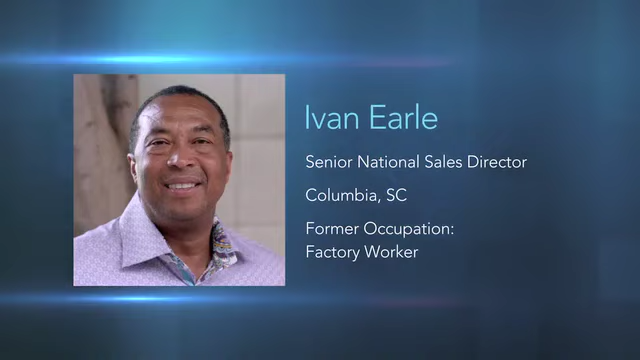 Ivan Earle
Senior National Sales Director
Columbia, SC
Former Occupation:
Factory Worker